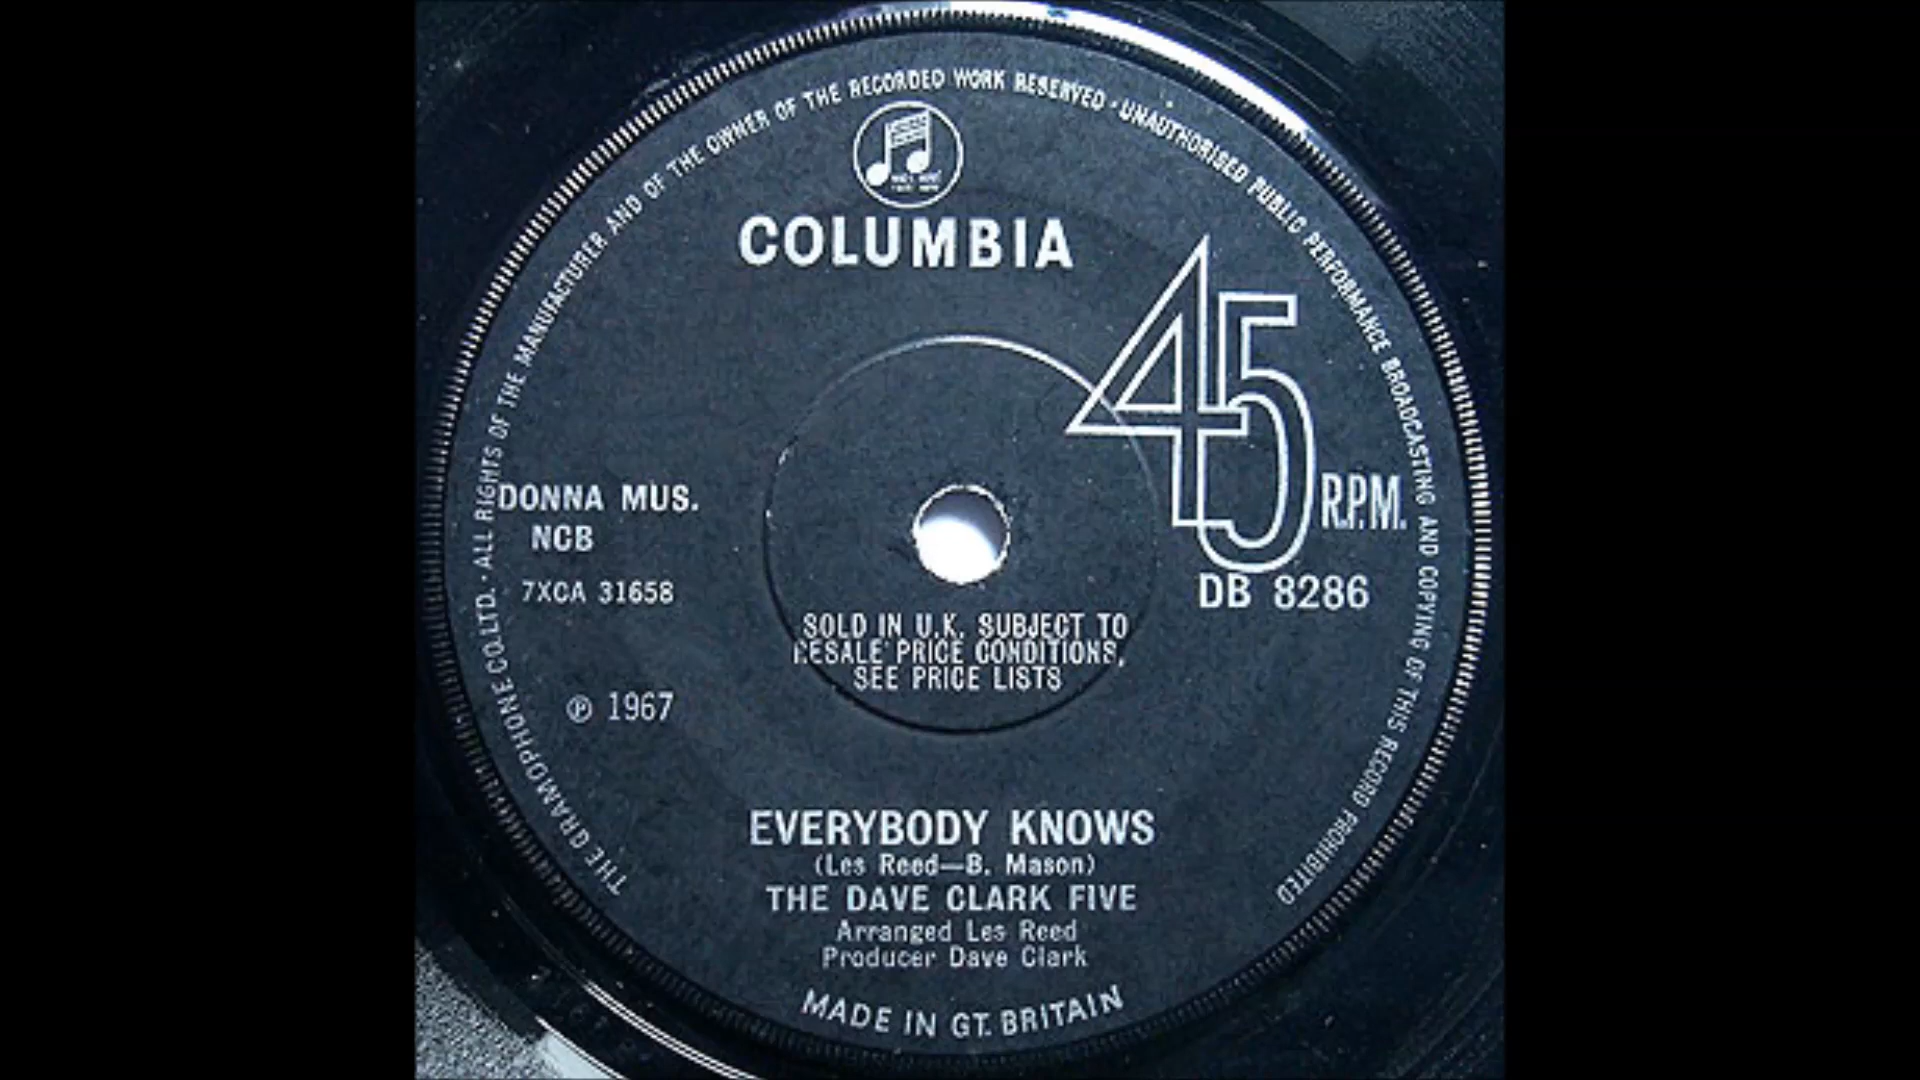 THE GRAMOPHONE CO. LTD. · ALL RIGHTS OF THE MANUFACTURER AND OF THE OWNER OF THE RECORDED WORK RESERVED · UNAUTHORISED PUBLIC PERFORMANCE BROADCASTING AND COPYING OF THIS RECORD PROHIBITED
COLUMBIA
45 R.P.M.
DONNA MUS.
NCB
7XCA 31658
DB 8286
SOLD IN U.K. SUBJECT TO
RESALE PRICE CONDITIONS,
SEE PRICE LISTS
℗ 1967
EVERYBODY KNOWS
(Les Reed—B. Mason)
THE DAVE CLARK FIVE
Arranged Les Reed
Producer Dave Clark
MADE IN GT. BRITAIN